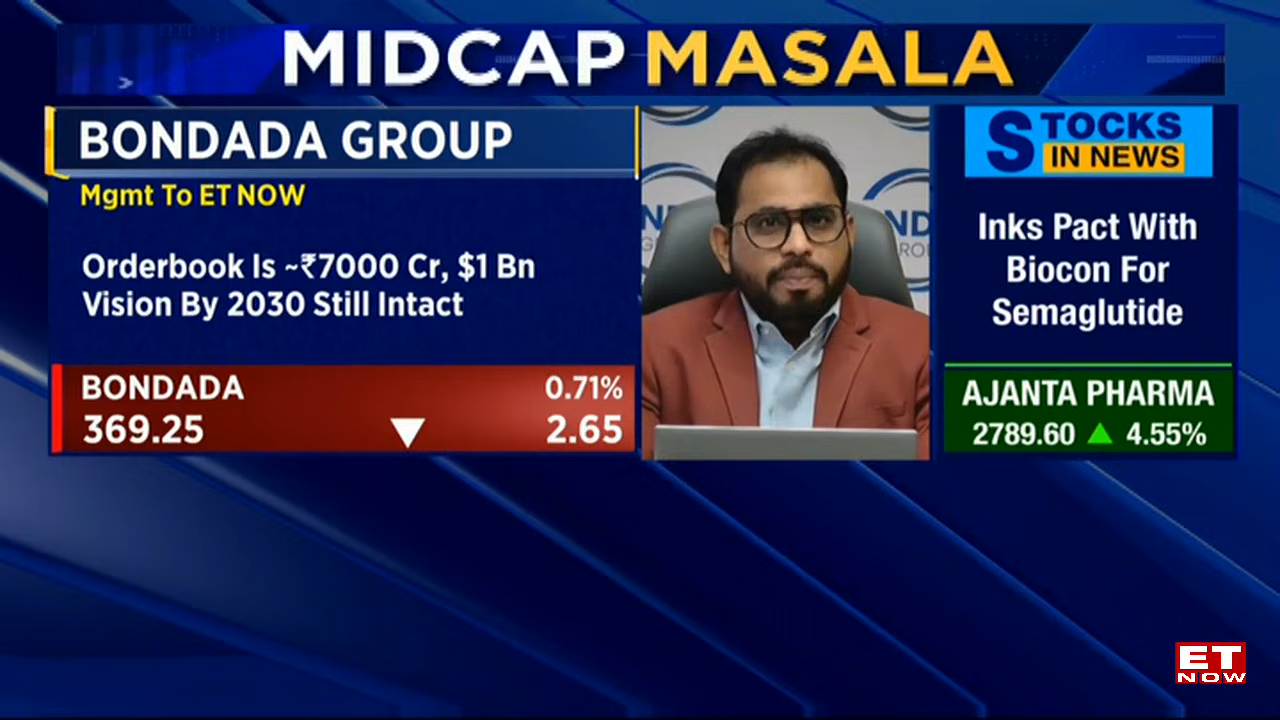 MIDCAP MASALA
BONDADA GROUP
Mgmt To ET NOW
Orderbook Is ~₹7000 Cr, $1 Bn
Vision By 2030 Still Intact
BONDADA 0.71%
369.25 ▼ 2.65
STOCKS
IN NEWS
Inks Pact With
Biocon For
Semaglutide
AJANTA PHARMA
2789.60 ▲ 4.55%
ET
NOW